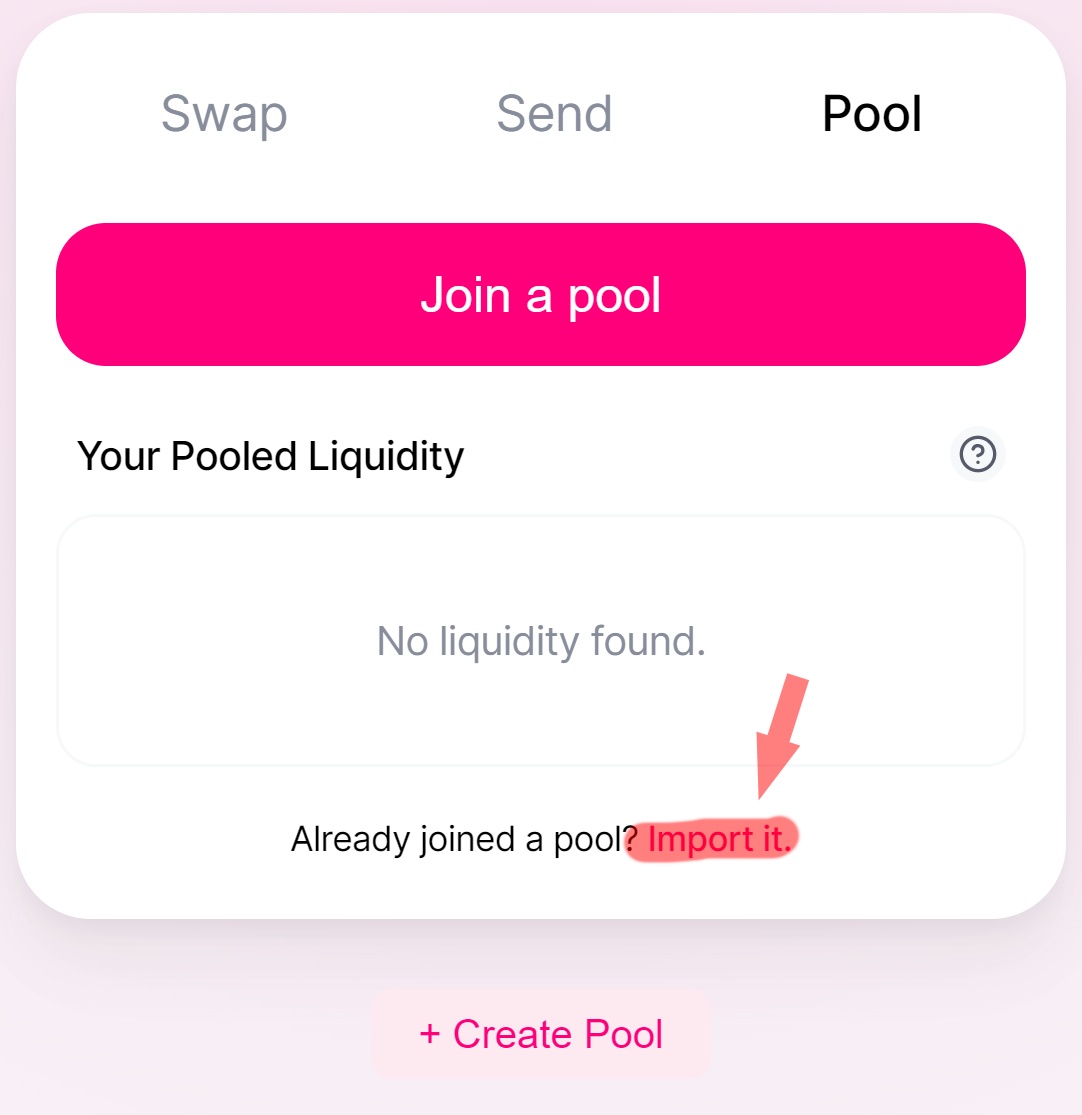 Swap Send Pool
Join a pool
Your Pooled Liquidity ?
No liquidity found.
Already joined a pool? Import it.
+ Create Pool